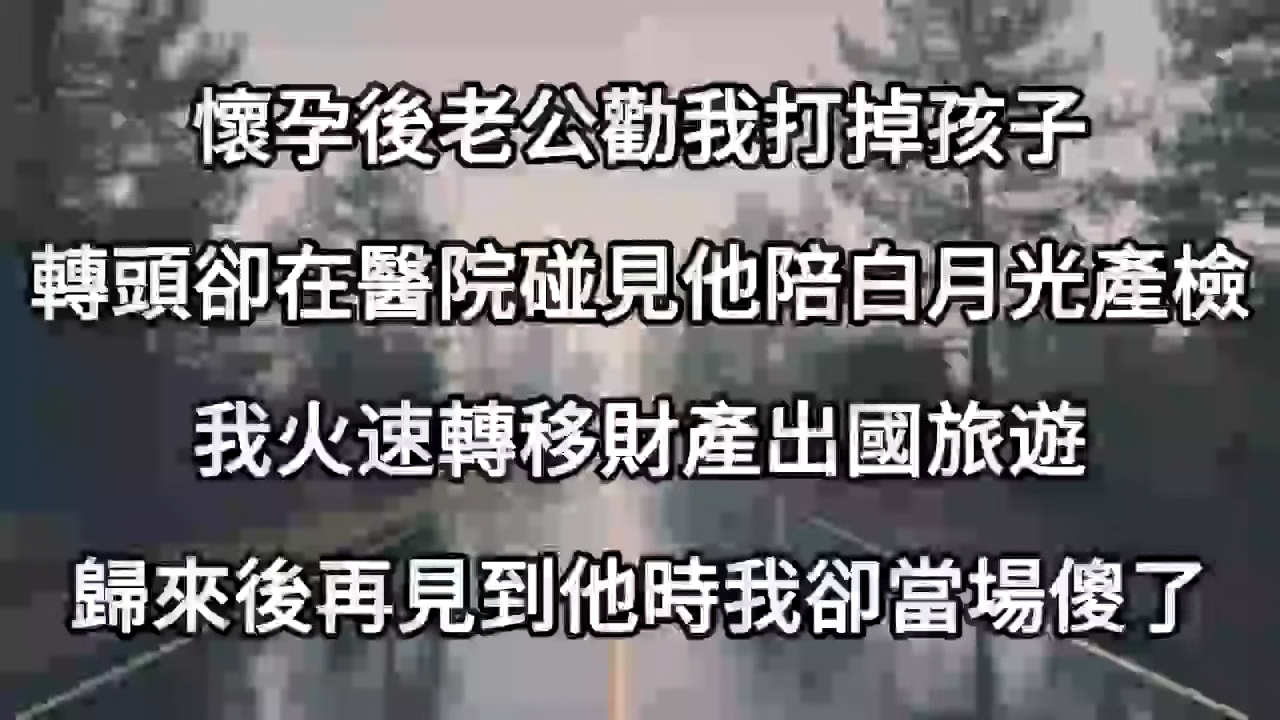 懷孕後老公勸我打掉孩子
轉頭卻在醫院碰見他陪白月光產檢
我火速轉移財產出國旅遊
歸來後再見到他時我卻當場傻了